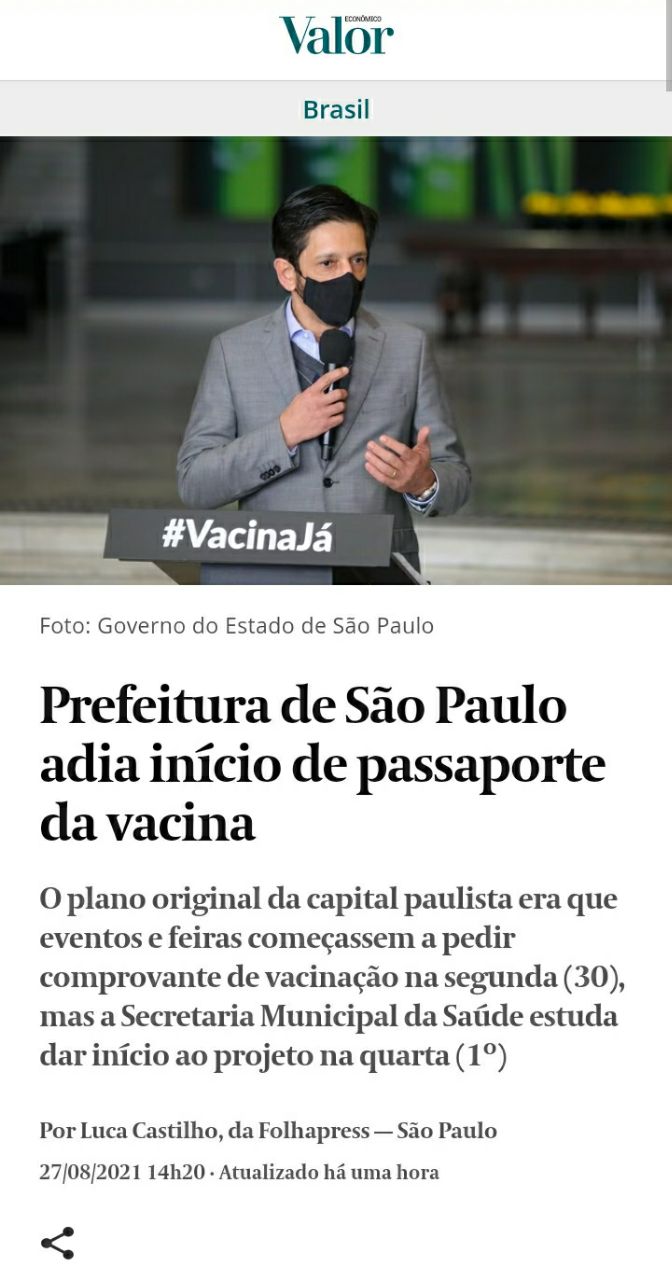 ECONÔMICO
Valor
Brasil
#VacinaJá
Foto: Governo do Estado de São Paulo
Prefeitura de São Paulo
adia início de passaporte
da vacina
O plano original da capital paulista era que
eventos e feiras começassem a pedir
comprovante de vacinação na segunda (30),
mas a Secretaria Municipal da Saúde estuda
dar início ao projeto na quarta (1º)
Por Luca Castilho, da Folhapress — São Paulo
27/08/2021 14h20 · Atualizado há uma hora